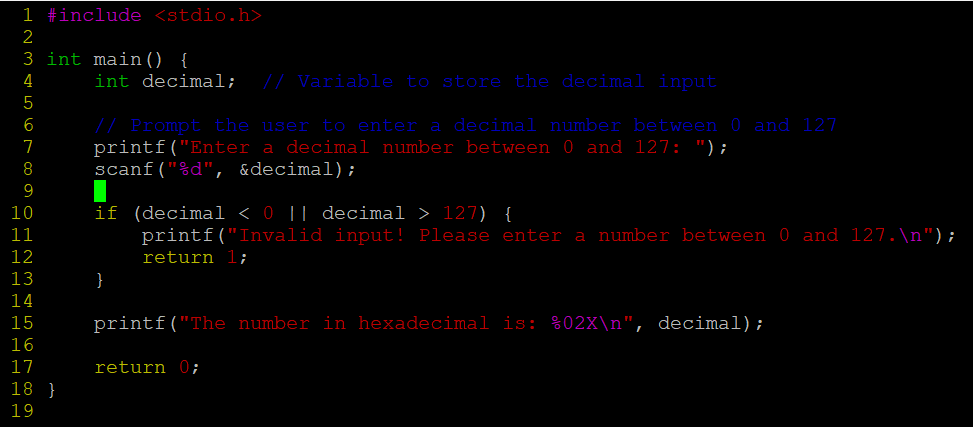 1 #include <stdio.h>
2
3 int main() {
4     int decimal;  // Variable to store the decimal input
5
6     // Prompt the user to enter a decimal number between 0 and 127
7     printf("Enter a decimal number between 0 and 127: ");
8     scanf("%d", &decimal);
9
10     if (decimal < 0 || decimal > 127) {
11         printf("Invalid input! Please enter a number between 0 and 127.\n");
12         return 1;
13     }
14
15     printf("The number in hexadecimal is: %02X\n", decimal);
16
17     return 0;
18 }
19